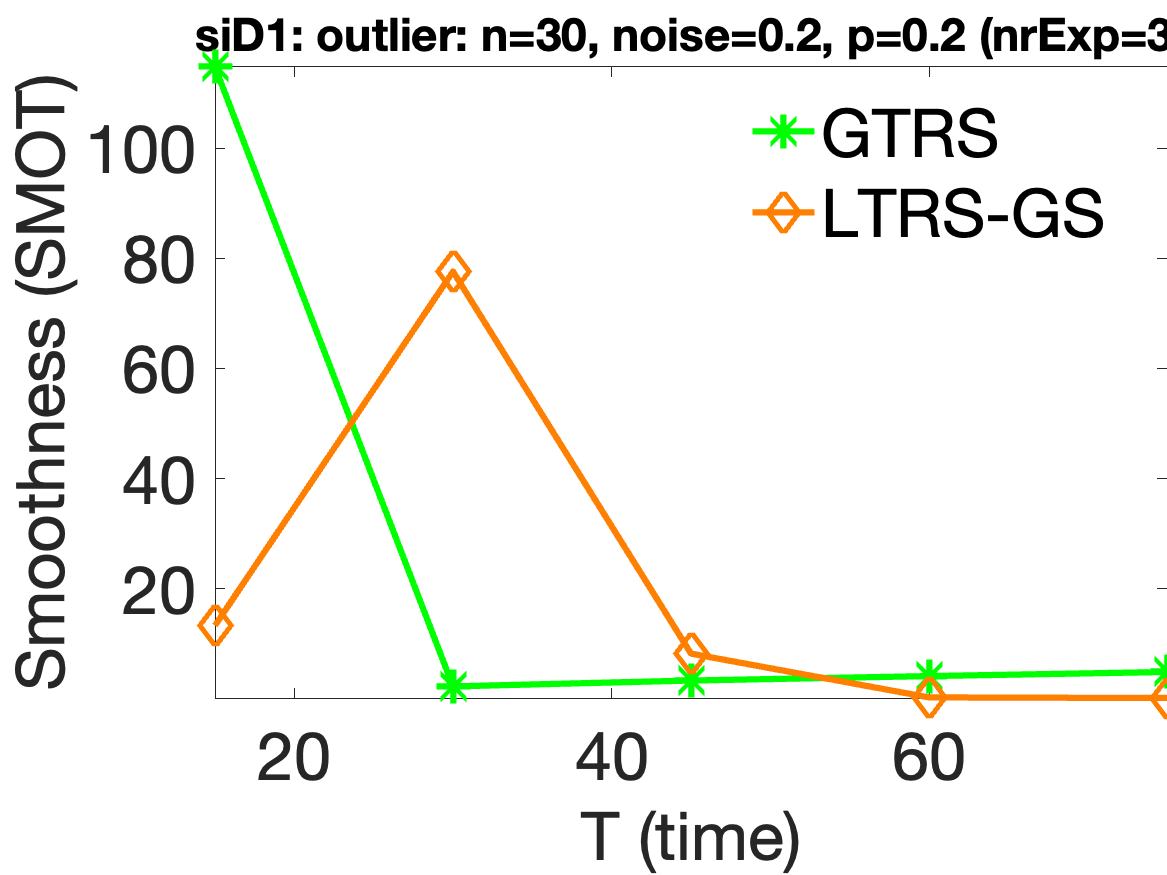 siD1: outlier: n=30, noise=0.2, p=0.2 (nrExp=3
GTRS
LTRS-GS
Smoothness (SMOT)
100
80
60
40
20
20 40 60
T (time)